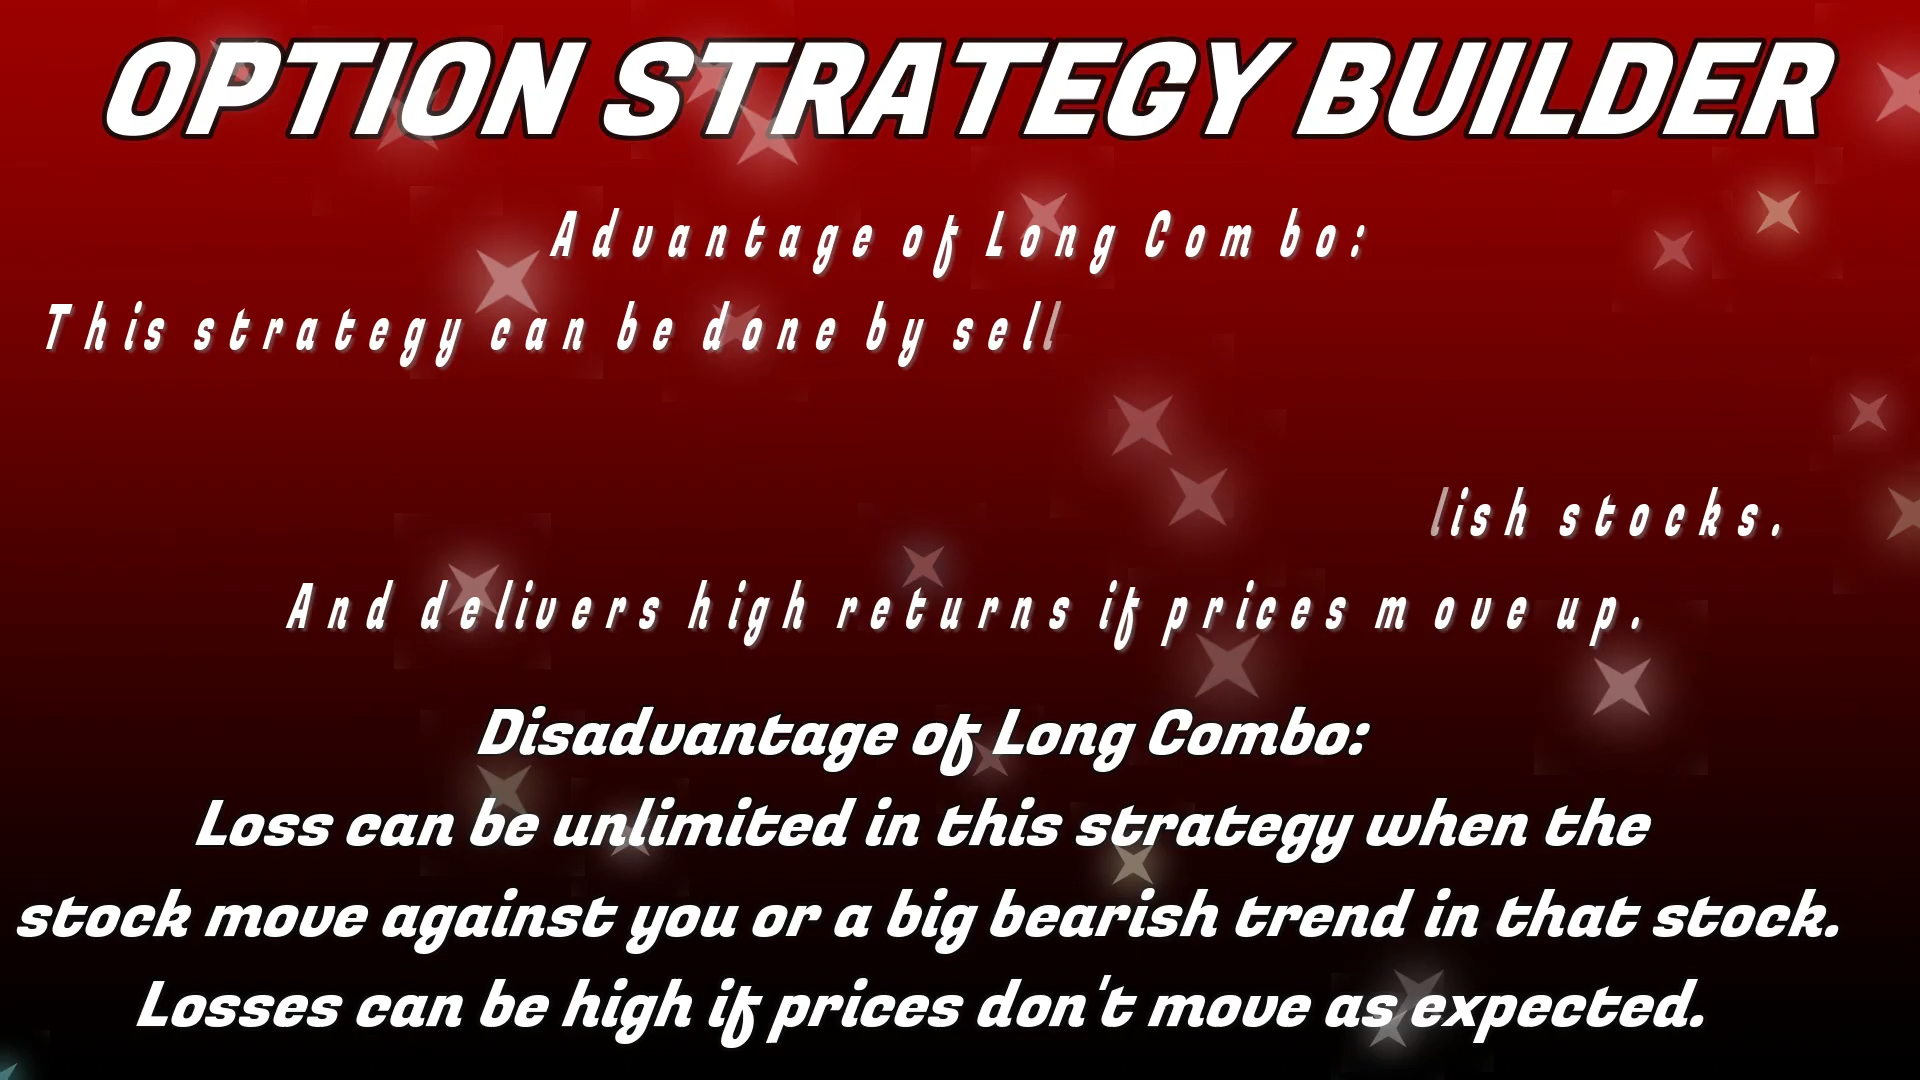 OPTION STRATEGY BUILDER
Advantage of Long Combo:
This strategy can be done by sell
lish stocks.
And delivers high returns if prices move up.
Disadvantage of Long Combo:
Loss can be unlimited in this strategy when the
stock move against you or a big bearish trend in that stock.
Losses can be high if prices don't move as expected.